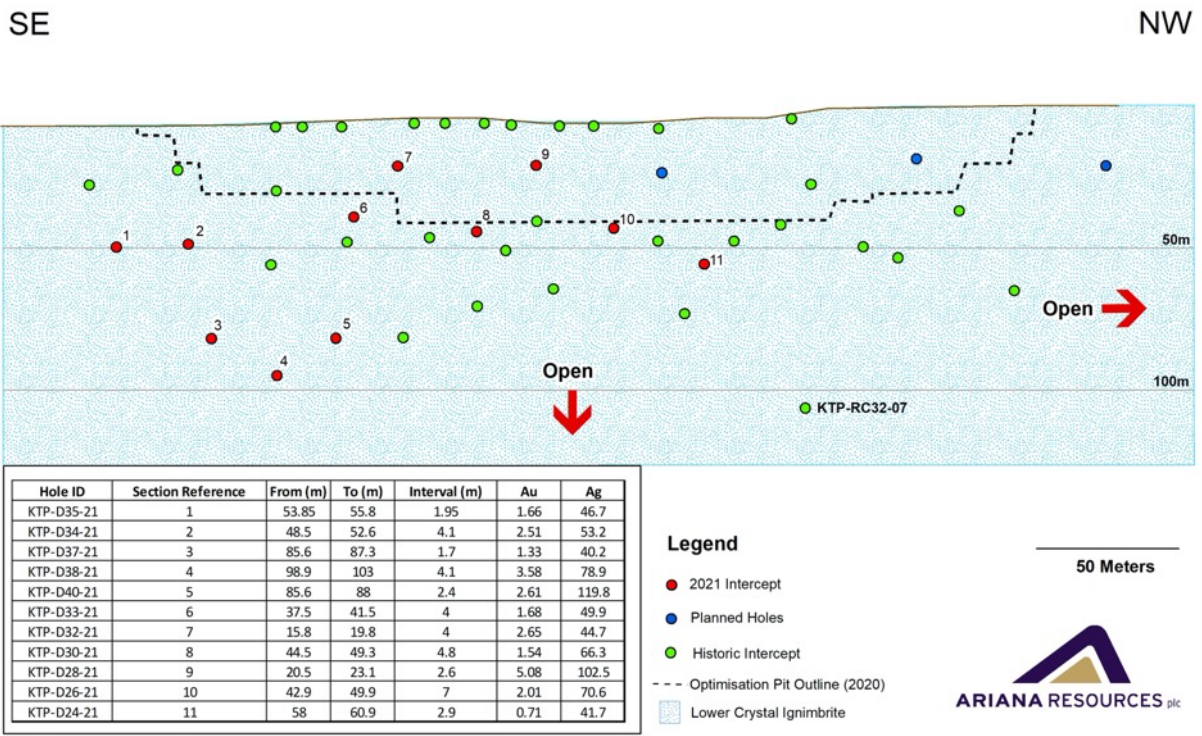 SE
NW
7
9
6
8
10
1
2
50m
11
3
5
Open
4
Open
100m
KTP-RC32-07
Hole ID Section Reference From (m) To (m) Interval (m) Au Ag
KTP-D35-21 1 53.85 55.8 1.95 1.66 46.7
KTP-D34-21 2 48.5 52.6 4.1 2.51 53.2
KTP-D37-21 3 85.6 87.3 1.7 1.33 40.2
KTP-D38-21 4 98.9 103 4.1 3.58 78.9
KTP-D40-21 5 85.6 88 2.4 2.61 119.8
KTP-D33-21 6 37.5 41.5 4 1.68 49.9
KTP-D32-21 7 15.8 19.8 4 2.65 44.7
KTP-D30-21 8 44.5 49.3 4.8 1.54 66.3
KTP-D28-21 9 20.5 23.1 2.6 5.08 102.5
KTP-D26-21 10 42.9 49.9 7 2.01 70.6
KTP-D24-21 11 58 60.9 2.9 0.71 41.7
Legend
2021 Intercept
Planned Holes
Historic Intercept
Optimisation Pit Outline (2020)
Lower Crystal Ignimbrite
50 Meters
ARIANA RESOURCES plc